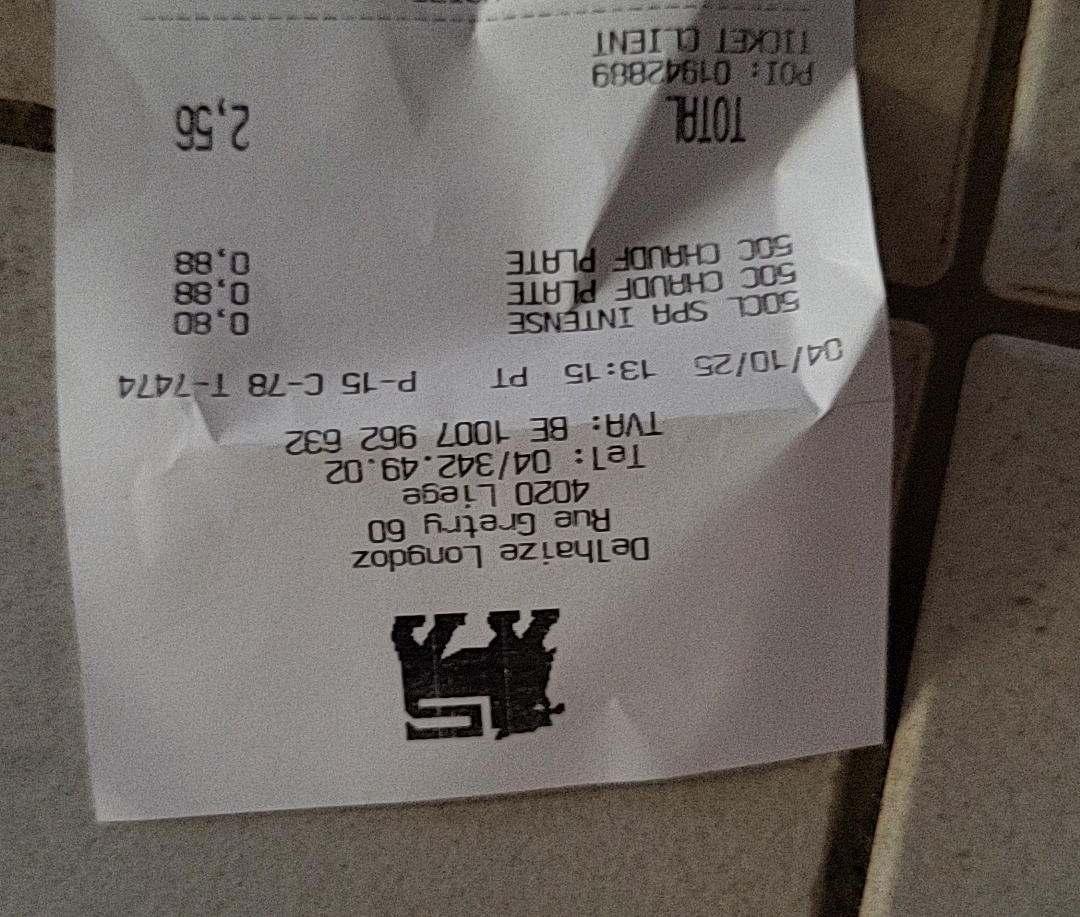 Delhaize Longdoz
Rue Gretry 60
4020 Liege
Tel: 04/342.49.02
TVA: BE 1007 962 632
04/10/25 13:15 PT P-15 C-78 T-7474
50CL SPA INTENSE 0,80
50C CHAUDF PLATE 0,88
50C CHAUDF PLATE 0,88
TOTAL 2,56
POI: 01942889
TICKET CLIENT